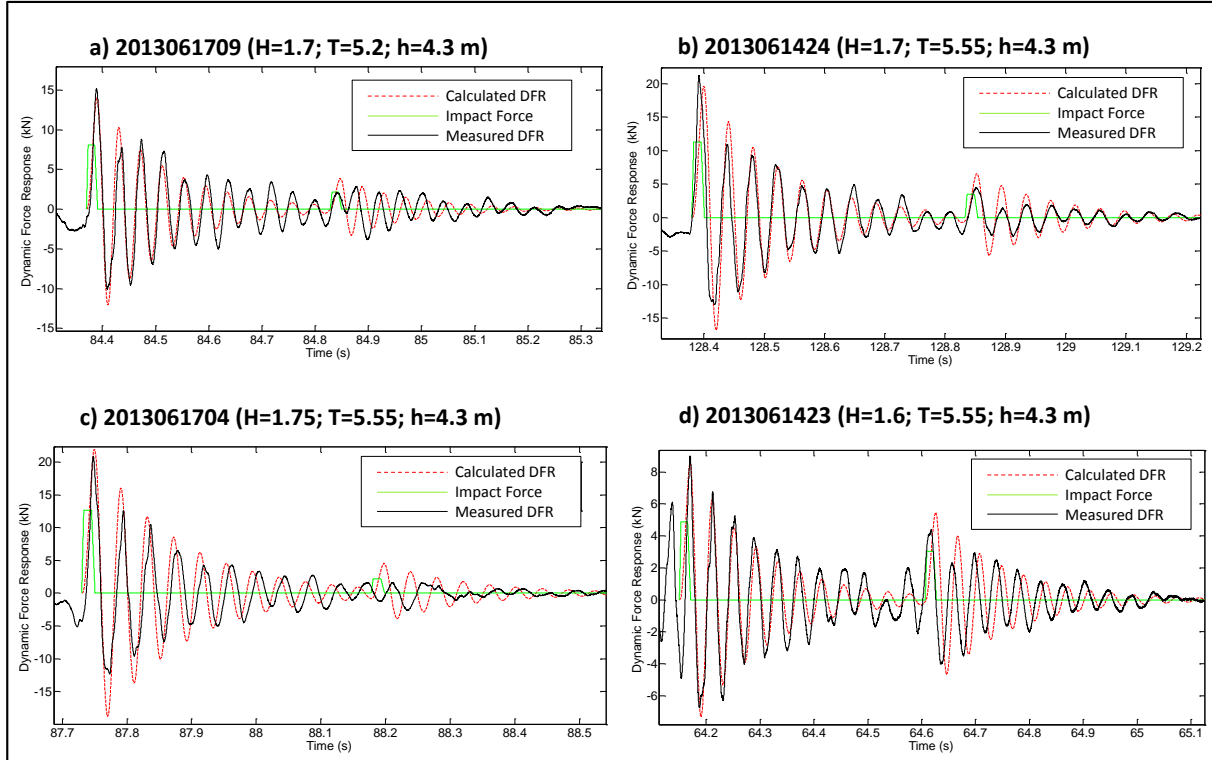 a) 2013061709 (H=1.7; T=5.2; h=4.3 m)
Calculated DFR
Impact Force
Measured DFR
Dynamic Force Response (kN)
15
10
5
0
-5
-10
-15
84.4 84.5 84.6 84.7 84.8 84.9 85 85.1 85.2 85.3
Time (s)
b) 2013061424 (H=1.7; T=5.55; h=4.3 m)
Calculated DFR
Impact Force
Measured DFR
Dynamic Force Response (kN)
20
15
10
5
0
-5
-10
-15
128.4 128.5 128.6 128.7 128.8 128.9 129 129.1 129.2
Time (s)
c) 2013061704 (H=1.75; T=5.55; h=4.3 m)
Calculated DFR
Impact Force
Measured DFR
Dynamic Force Response (kN)
20
15
10
5
0
-5
-10
-15
87.7 87.8 87.9 88 88.1 88.2 88.3 88.4 88.5
Time (s)
d) 2013061423 (H=1.6; T=5.55; h=4.3 m)
Calculated DFR
Impact Force
Measured DFR
Dynamic Force Response (kN)
8
6
4
2
0
-2
-4
-6
64.2 64.3 64.4 64.5 64.6 64.7 64.8 64.9 65 65.1
Time (s)